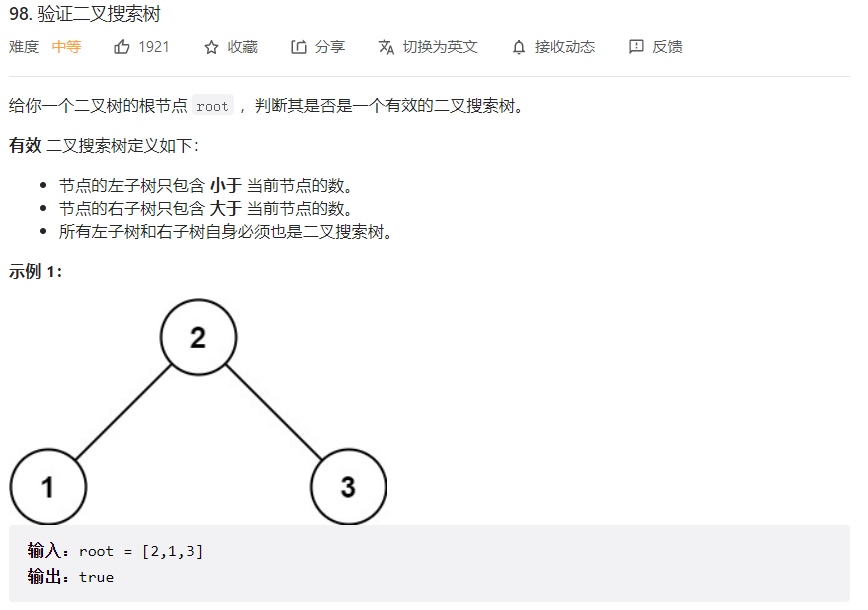 98. 验证二叉搜索树
难度 中等 1921 收藏 分享 切换为英文 接收动态 反馈
给你一个二叉树的根节点 root ，判断其是否是一个有效的二叉搜索树。
有效 二叉搜索树定义如下：
节点的左子树只包含 小于 当前节点的数。
节点的右子树只包含 大于 当前节点的数。
所有左子树和右子树自身必须也是二叉搜索树。
示例 1：
2
1 3
输入：root = [2,1,3]
输出：true